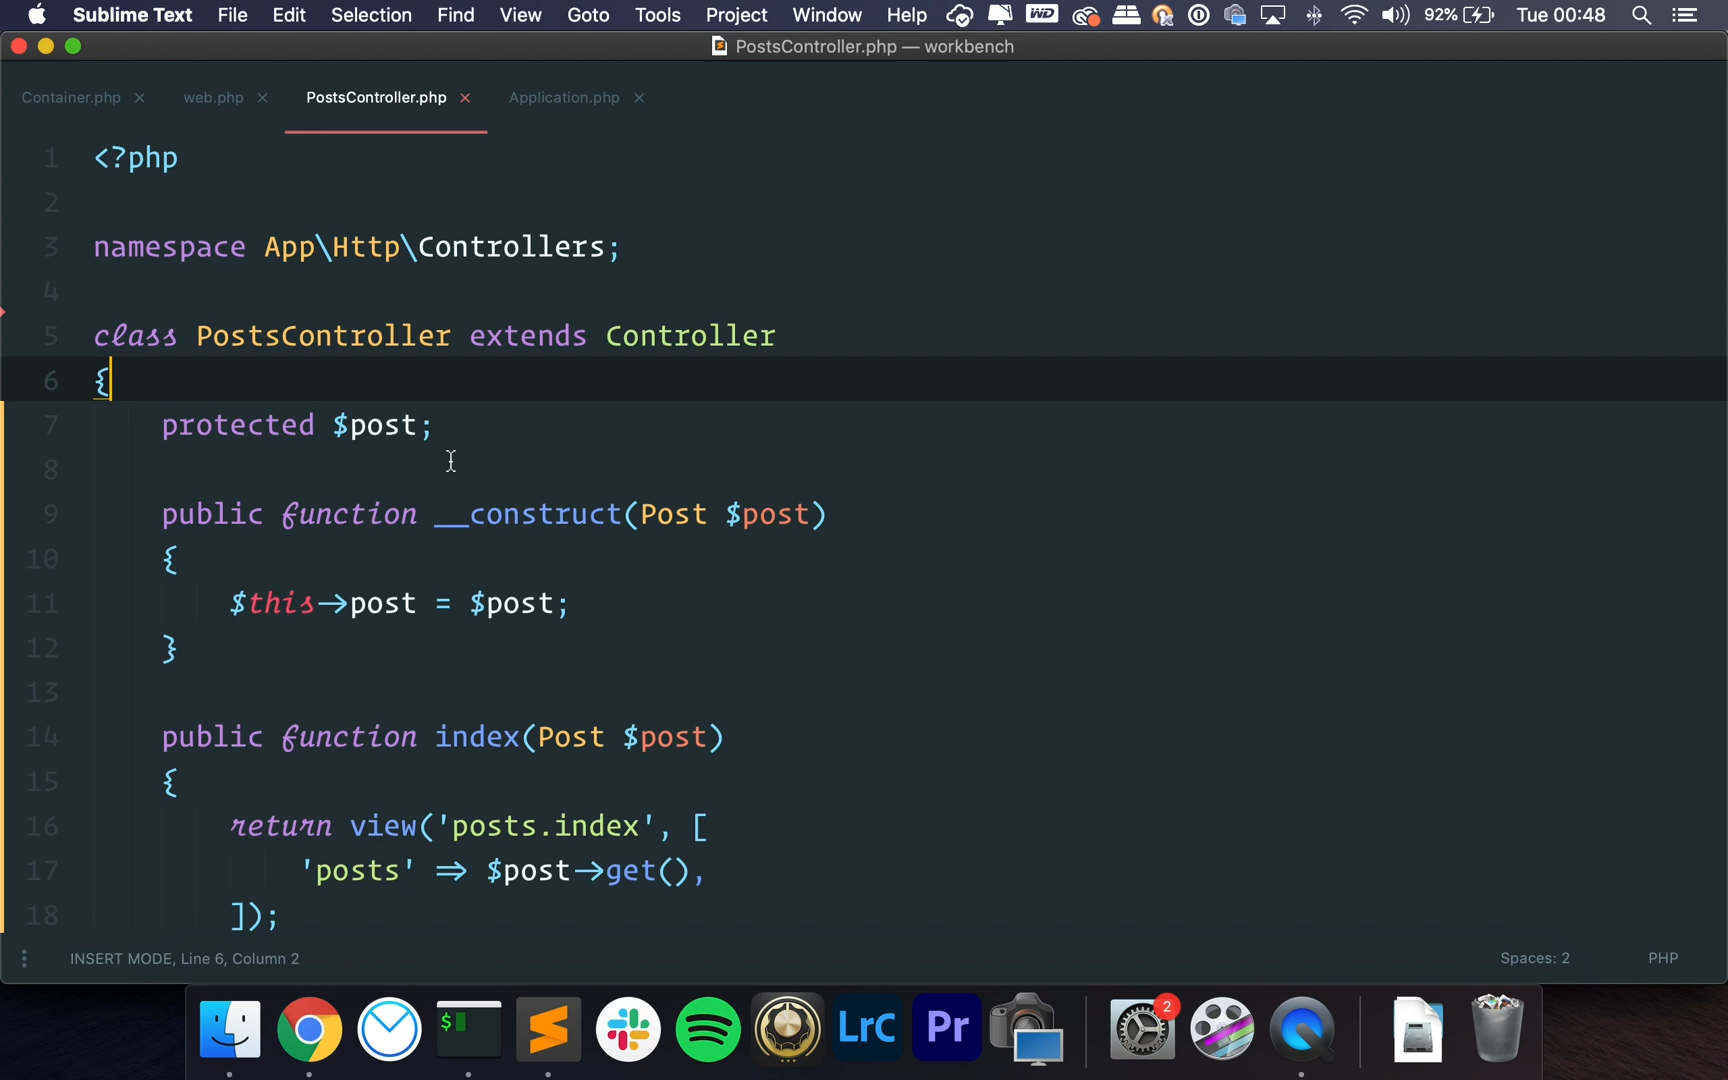 Sublime Text File Edit Selection Find View Goto Tools Project Window Help WD 92% Tue 00:48
PostsController.php — workbench
Container.php × web.php × PostsController.php × Application.php ×
1 <?php
2
3 namespace App\Http\Controllers;
4
5 class PostsController extends Controller
6 {
7 protected $post;
8
9 public function __construct(Post $post)
10 {
11 $this->post = $post;
12 }
13
14 public function index(Post $post)
15 {
16 return view('posts.index', [
17 'posts' => $post->get(),
18 ]);
INSERT MODE, Line 6, Column 2 Spaces: 2 PHP
$ LrC Pr 2